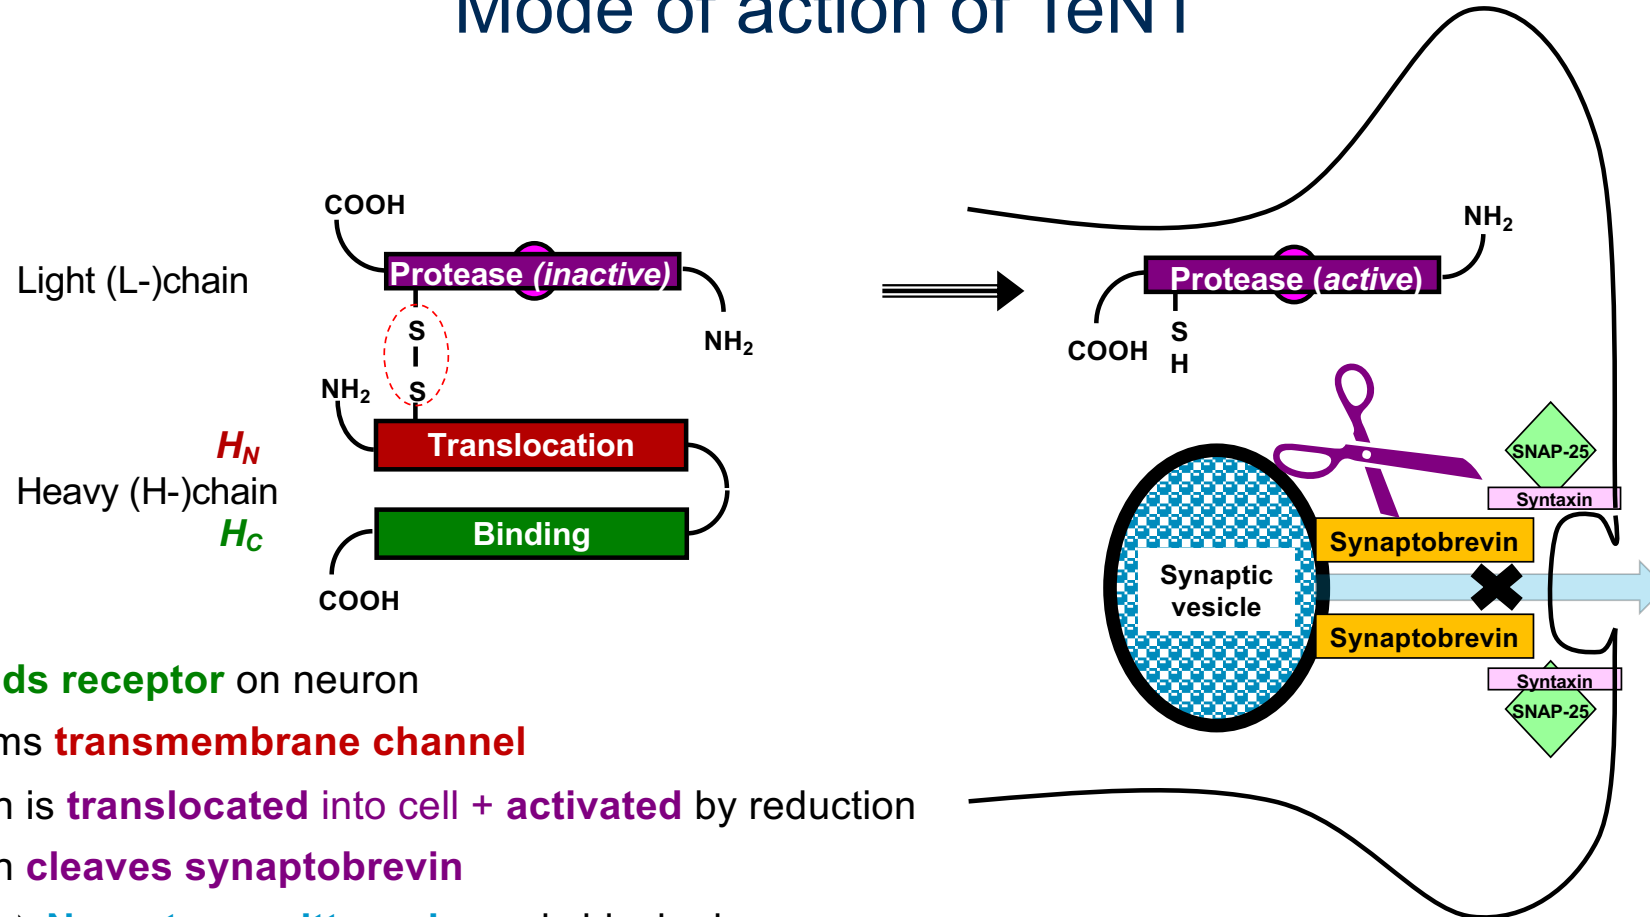 Mode of action of TeNT
COOH
Light (L-)chain
Protease (inactive)
NH2
S
S
NH2
HN
Translocation
Heavy (H-)chain
HC
Binding
COOH
NH2
Protease (active)
COOH
S
H
SNAP-25
Syntaxin
Synaptobrevin
Synaptic
vesicle
Synaptobrevin
Syntaxin
SNAP-25
ds receptor on neuron
ms transmembrane channel
n is translocated into cell + activated by reduction
n cleaves synaptobrevin